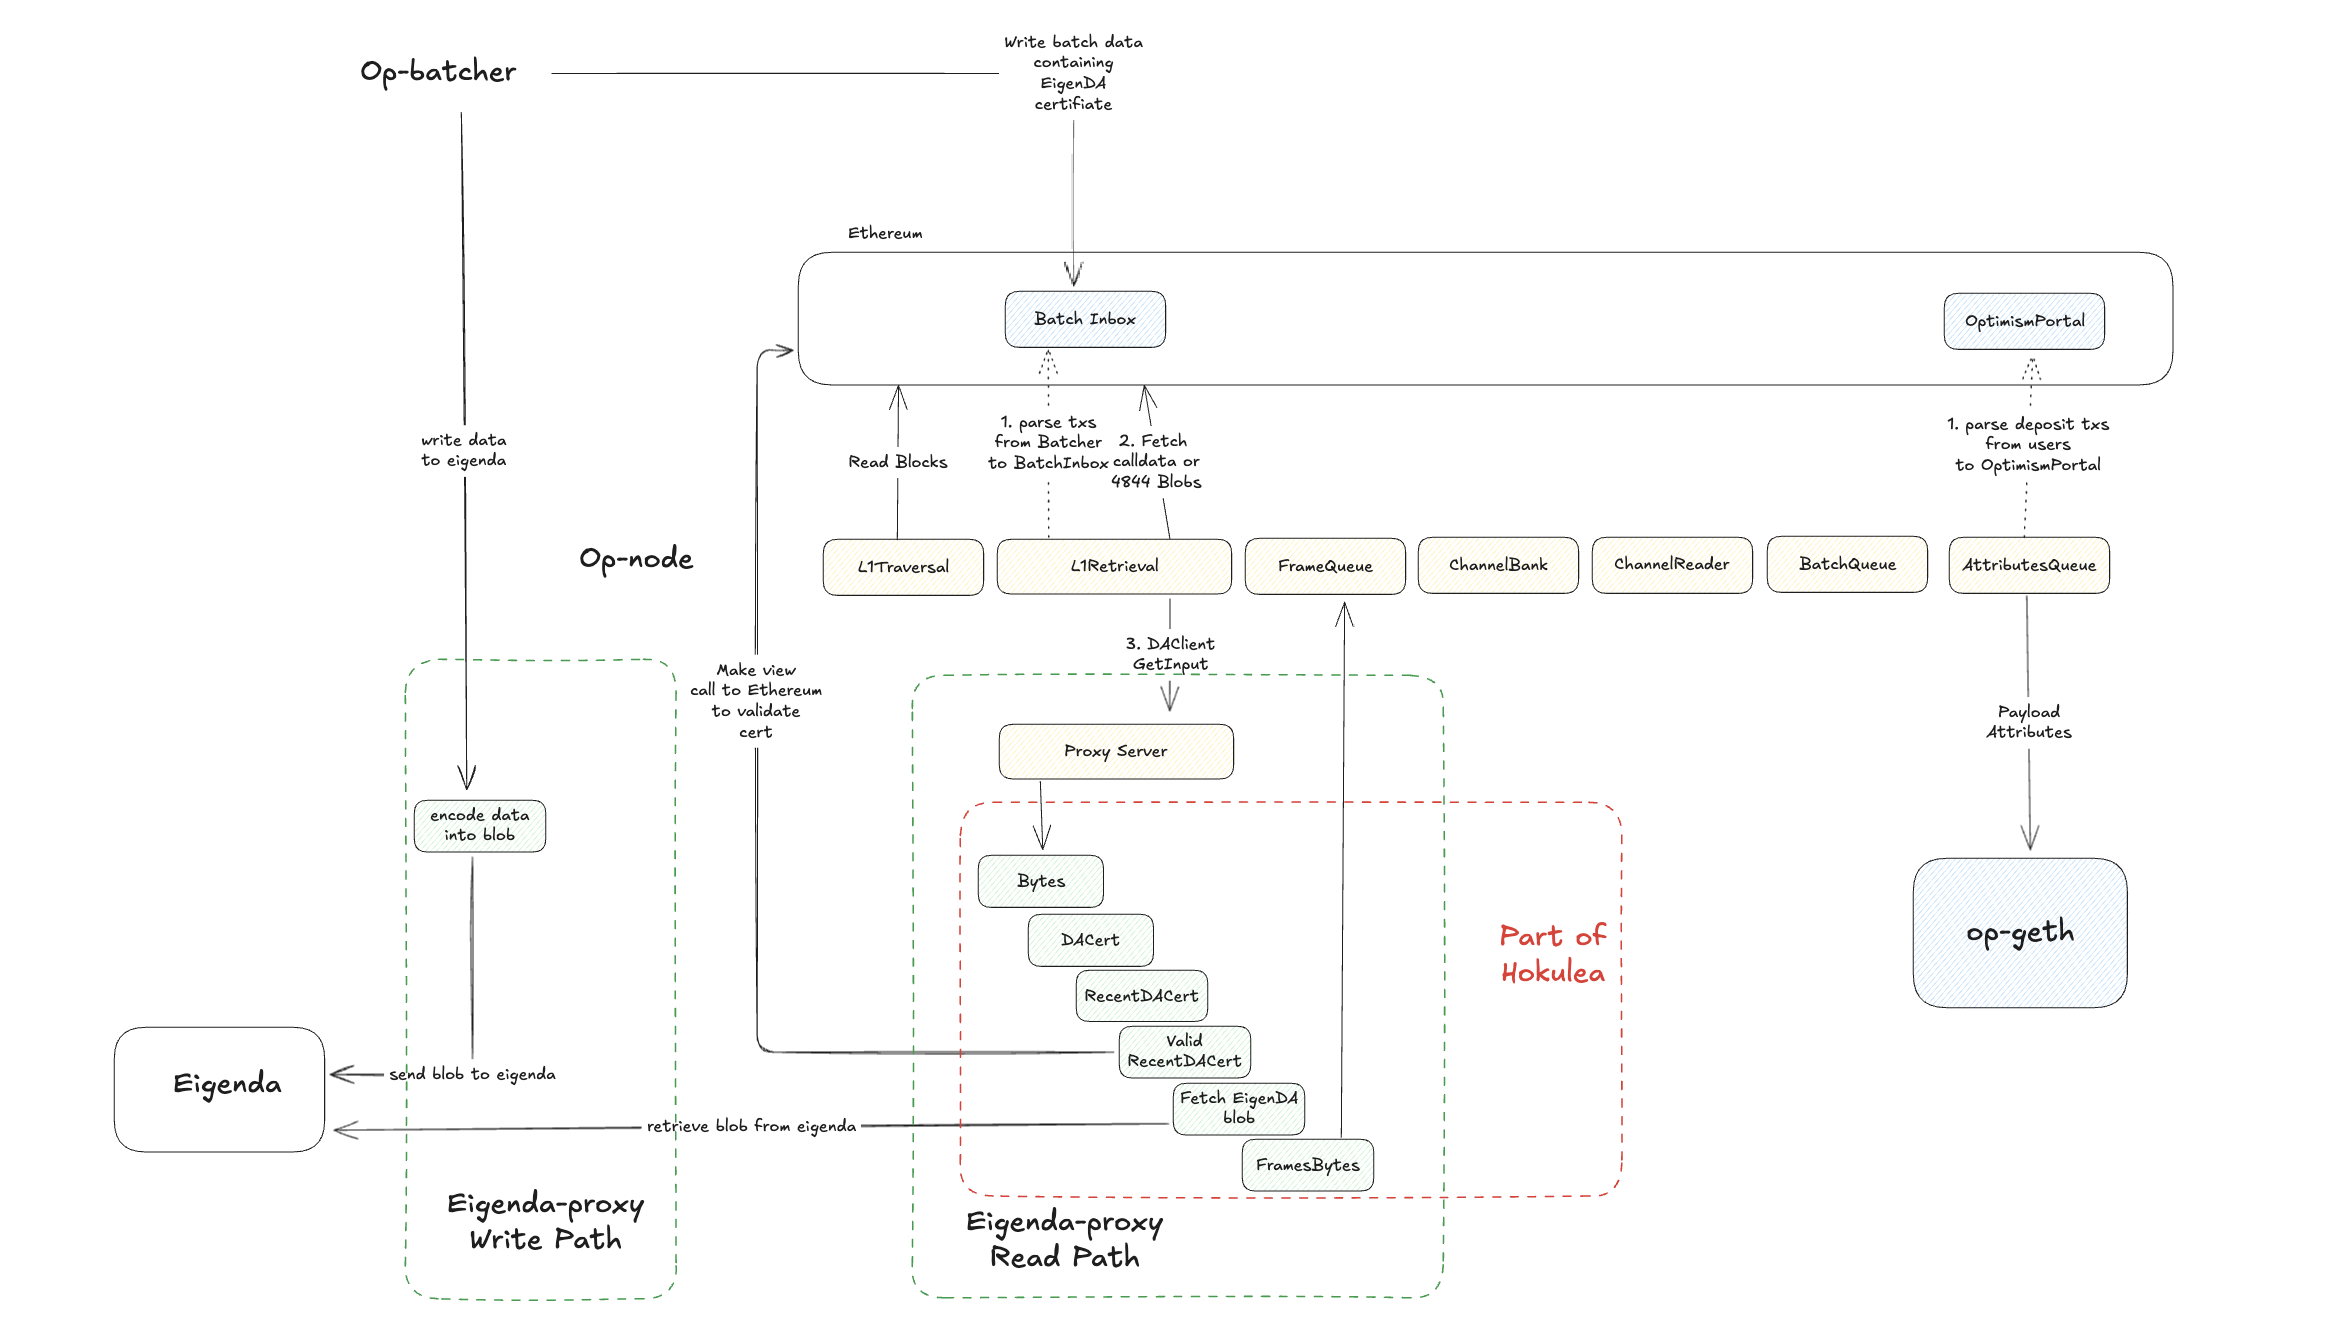 Op-batcher
Write batch data
containing
EigenDA
certifiate
Ethereum
Batch Inbox
OptimismPortal
write data
to eigenda
Read Blocks
1. parse txs
from Batcher
to BatchInbox
2. Fetch
calldata or
4844 Blobs
1. parse deposit txs
from users
to OptimismPortal
Op-node
L1Traversal
L1Retrieval
FrameQueue
ChannelBank
ChannelReader
BatchQueue
AttributesQueue
3. DAClient
GetInput
Make view
call to Ethereum
to validate
cert
Payload
Attributes
Proxy Server
encode data
into blob
Bytes
DACert
RecentDACert
Valid
RecentDACert
Fetch EigenDA
blob
FramesBytes
Part of
Hokulea
op-geth
Eigenda
send blob to eigenda
retrieve blob from eigenda
Eigenda-proxy
Write Path
Eigenda-proxy
Read Path